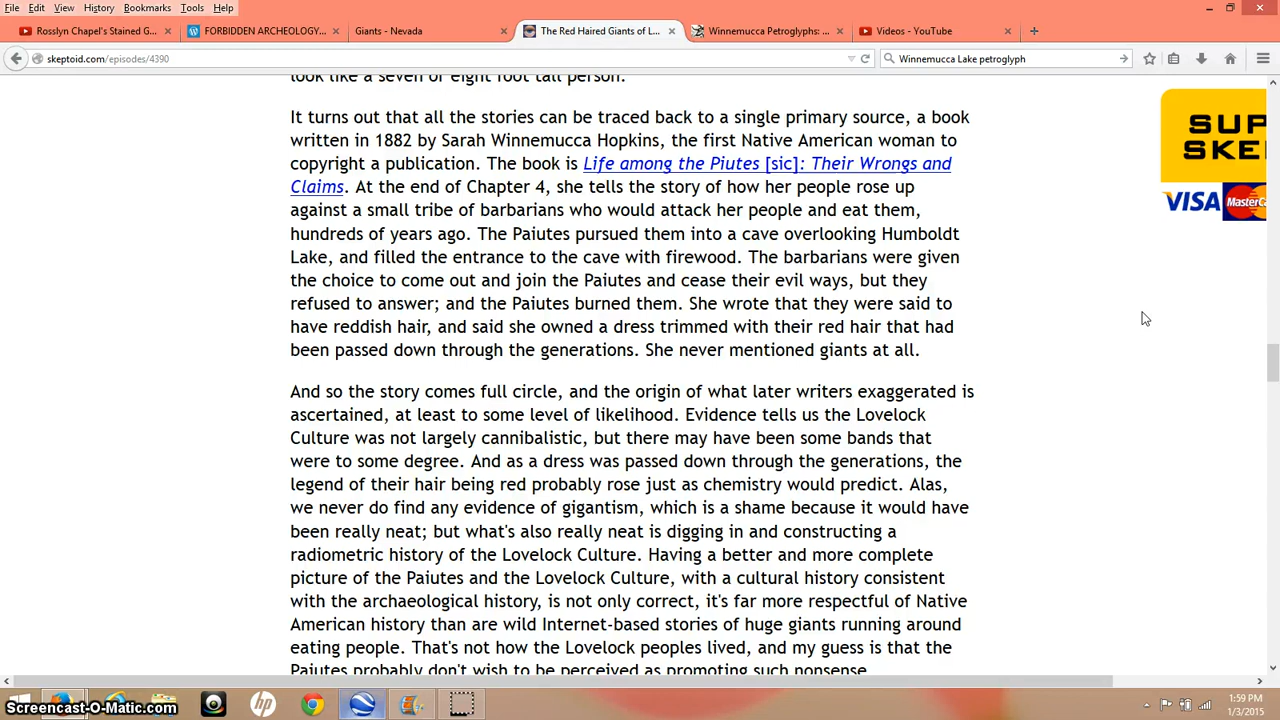 File Edit View History Bookmarks Tools Help
Rosslyn Chapel's Stained G... FORBIDDEN ARCHEOLOGY... Giants - Nevada The Red Haired Giants of L... Winnemucca Petroglyphs: ... Videos - YouTube
skeptoid.com/episodes/4390 Winnemucca Lake petroglyph
look like a seven or eight foot tall person.
It turns out that all the stories can be traced back to a single primary source, a book
written in 1882 by Sarah Winnemucca Hopkins, the first Native American woman to
copyright a publication. The book is Life among the Piutes [sic]: Their Wrongs and
Claims. At the end of Chapter 4, she tells the story of how her people rose up
against a small tribe of barbarians who would attack her people and eat them,
hundreds of years ago. The Paiutes pursued them into a cave overlooking Humboldt
Lake, and filled the entrance to the cave with firewood. The barbarians were given
the choice to come out and join the Paiutes and cease their evil ways, but they
refused to answer; and the Paiutes burned them. She wrote that they were said to
have reddish hair, and said she owned a dress trimmed with their red hair that had
been passed down through the generations. She never mentioned giants at all.
And so the story comes full circle, and the origin of what later writers exaggerated is
ascertained, at least to some level of likelihood. Evidence tells us the Lovelock
Culture was not largely cannibalistic, but there may have been some bands that
were to some degree. And as a dress was passed down through the generations, the
legend of their hair being red probably rose just as chemistry would predict. Alas,
we never do find any evidence of gigantism, which is a shame because it would have
been really neat; but what's also really neat is digging in and constructing a
radiometric history of the Lovelock Culture. Having a better and more complete
picture of the Paiutes and the Lovelock Culture, with a cultural history consistent
with the archaeological history, is not only correct, it's far more respectful of Native
American history than are wild Internet-based stories of huge giants running around
eating people. That's not how the Lovelock peoples lived, and my guess is that the
Paiutes probably don't wish to be perceived as promoting such nonsense.
SUP
SKE
VISA MasterCa
Screencast-O-Matic.com
hp
1:59 PM
1/3/2015